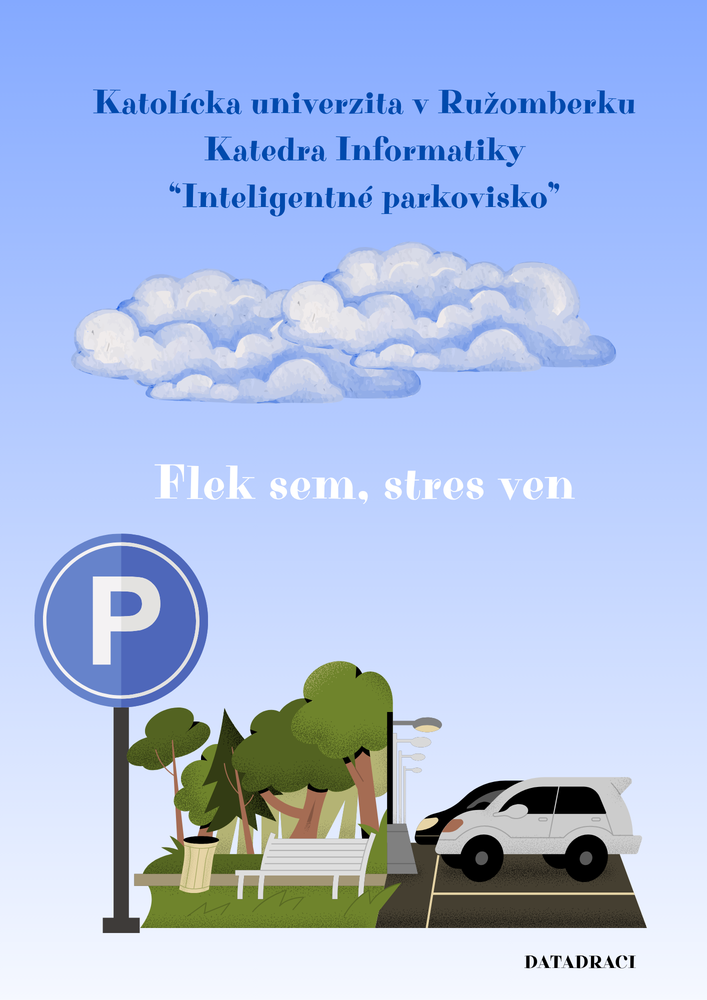 Katolícka univerzita v Ružomberku
Katedra Informatiky
“Inteligentné parkovisko”
Flek sem, stres ven
P
DATADRACI